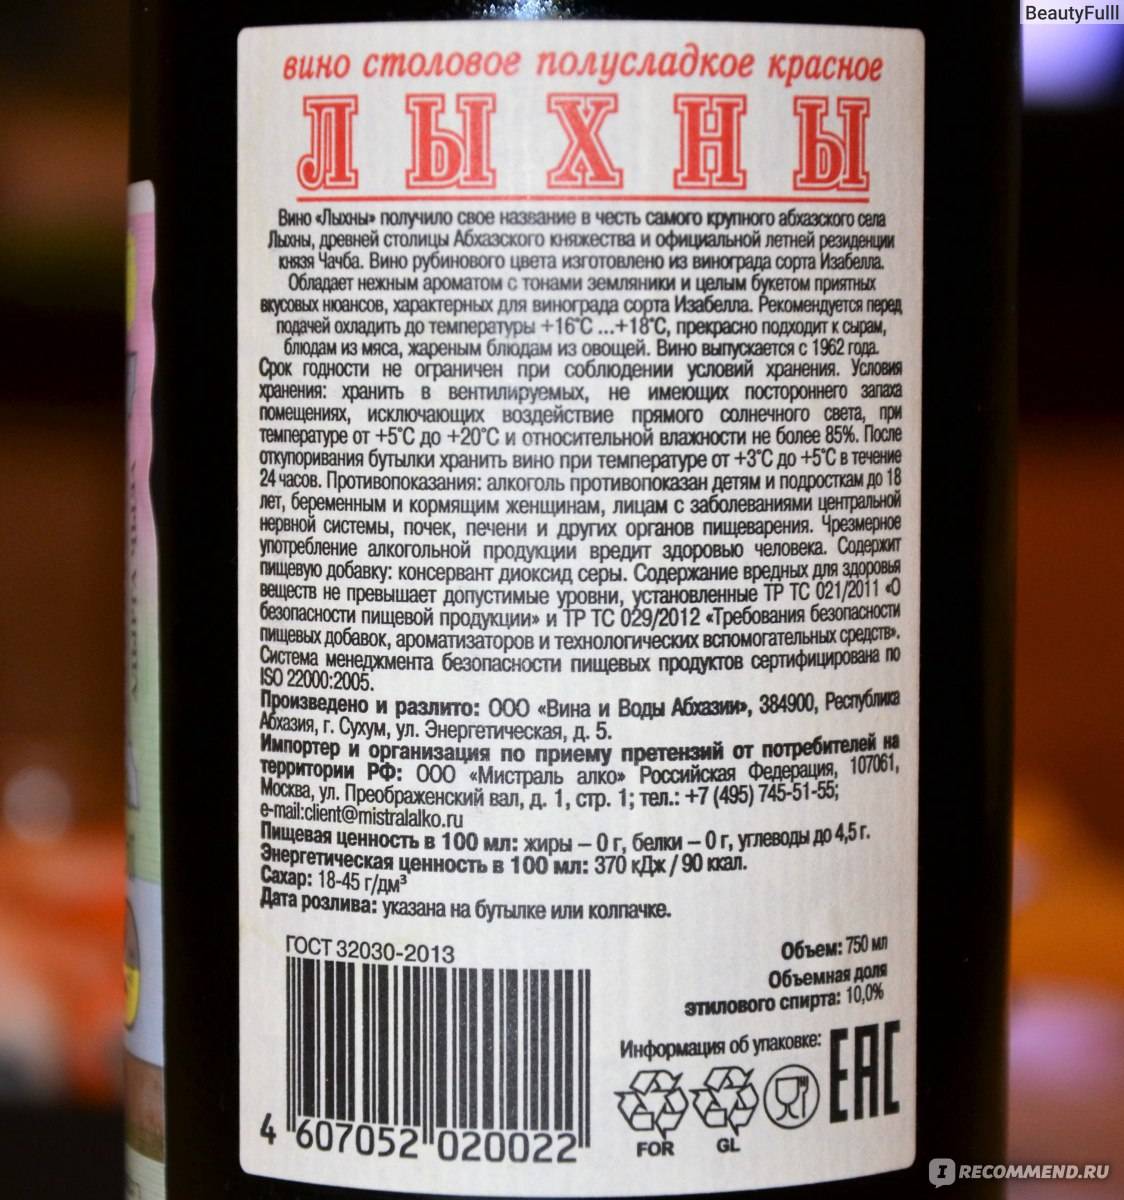 BeautyFulll
вино столовое полусладкое красное
ЛЫХНЫ
Вино «Лыхны» получило свое название в честь самого крупного абхазского села
Лыхны, древней столицы Абхазского княжества и официальной летней резиденции
князя Чачба. Вино рубинового цвета изготовлено из винограда сорта Изабелла.
Обладает нежным ароматом с тонами земляники и целым букетом приятных
вкусовых нюансов, характерных для винограда сорта Изабелла. Рекомендуется перед
подачей охладить до температуры +16°С ...+18°С, прекрасно подходит к сырам,
блюдам из мяса, жареным блюдам из овощей. Вино выпускается с 1962 года.
Срок годности не ограничен при соблюдении условий хранения. Условия
хранения: хранить в вентилируемых, не имеющих постороннего запаха
помещениях, исключающих воздействие прямого солнечного света, при
температуре от +5°С до +20°С и относительной влажности не более 85%. После
откупоривания бутылки хранить вино при температуре от +3°С до +5°С в течение
24 часов. Противопоказания: алкоголь противопоказан детям и подросткам до 18
лет, беременным и кормящим женщинам, лицам с заболеваниями центральной
нервной системы, почек, печени и других органов пищеварения. Чрезмерное
употребление алкогольной продукции вредит здоровью человека. Содержит
пищевую добавку: консервант диоксид серы. Содержание вредных для здоровья
веществ не превышает допустимые уровни, установленные ТР ТС 021/2011 «О
безопасности пищевой продукции» и ТР ТС 029/2012 «Требования безопасности
пищевых добавок, ароматизаторов и технологических вспомогательных средств».
Система менеджмента безопасности пищевых продуктов сертифицирована по
ISO 22000:2005.
Произведено и разлито: ООО «Вина и Воды Абхазии», 384900, Республика
Абхазия, г. Сухум, ул. Энергетическая, д. 5.
Импортер и организация по приему претензий от потребителей на
территории РФ: ООО «Мистраль алко» Российская Федерация, 107061,
Москва, ул. Преображенский вал, д. 1, стр. 1; тел.: +7 (495) 745-51-55;
e-mail:client@mistralalko.ru
Пищевая ценность в 100 мл: жиры – 0 г, белки – 0 г, углеводы до 4,5 г.
Энергетическая ценность в 100 мл: 370 кДж / 90 ккал.
Сахар: 18-45 г/дм³
Дата розлива: указана на бутылке или колпачке.
ГОСТ 32030-2013
Объем: 750 мл
Объемная доля
этилового спирта: 10,0%
Информация об упаковке:
EAC
FOR GL
4 607052 020022
IRECOMMEND.RU